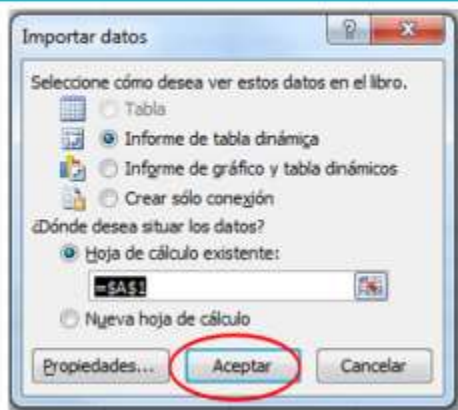 Importar datos
Seleccione cómo desea ver estos datos en el libro.
Tabla
Informe de tabla dinámica
Informe de gráfico y tabla dinámicos
Crear sólo conexión
¿Dónde desea situar los datos?
Hoja de cálculo existente:
=$A$1
Nueva hoja de cálculo
Propiedades... Aceptar Cancelar